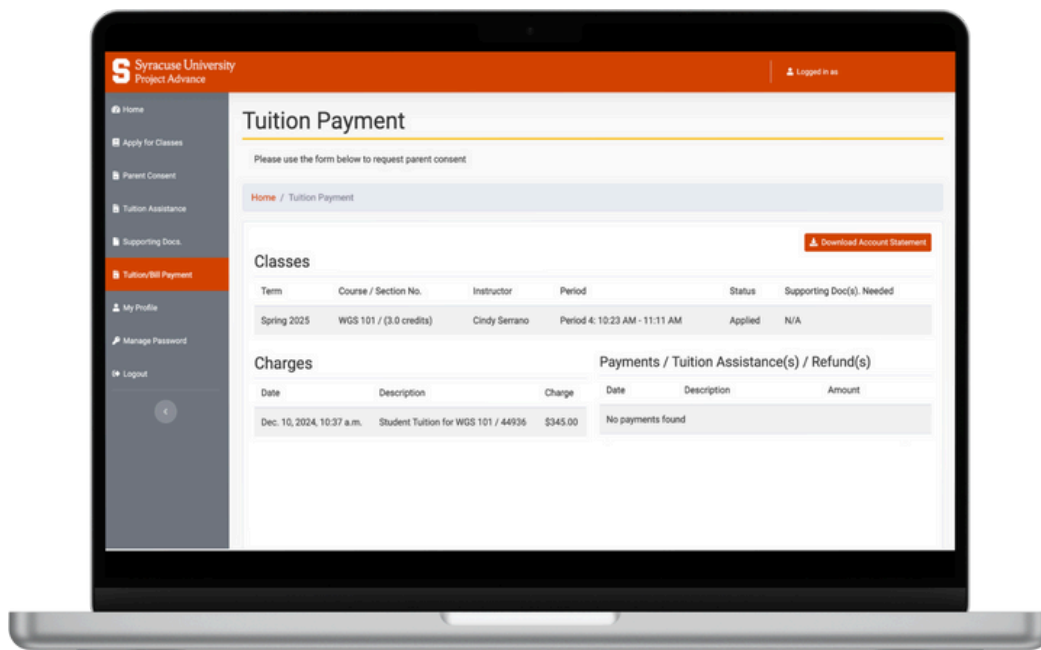 Syracuse University
Project Advance
Logged in as
Home
Apply for Classes
Parent Consent
Tuition Assistance
Supporting Docs.
Tuition/Bill Payment
My Profile
Manage Password
Logout
Tuition Payment
Please use the form below to request parent consent
Home / Tuition Payment
Download Account Statement
Classes
Term Course / Section No. Instructor Period Status Supporting Doc(s). Needed
Spring 2025 WGS 101 / (3.0 credits) Cindy Serrano Period 4: 10:23 AM - 11:11 AM Applied N/A
Charges
Date Description Charge
Dec. 10, 2024, 10:37 a.m. Student Tuition for WGS 101 / 44936 $345.00
Payments / Tuition Assistance(s) / Refund(s)
Date Description Amount
No payments found